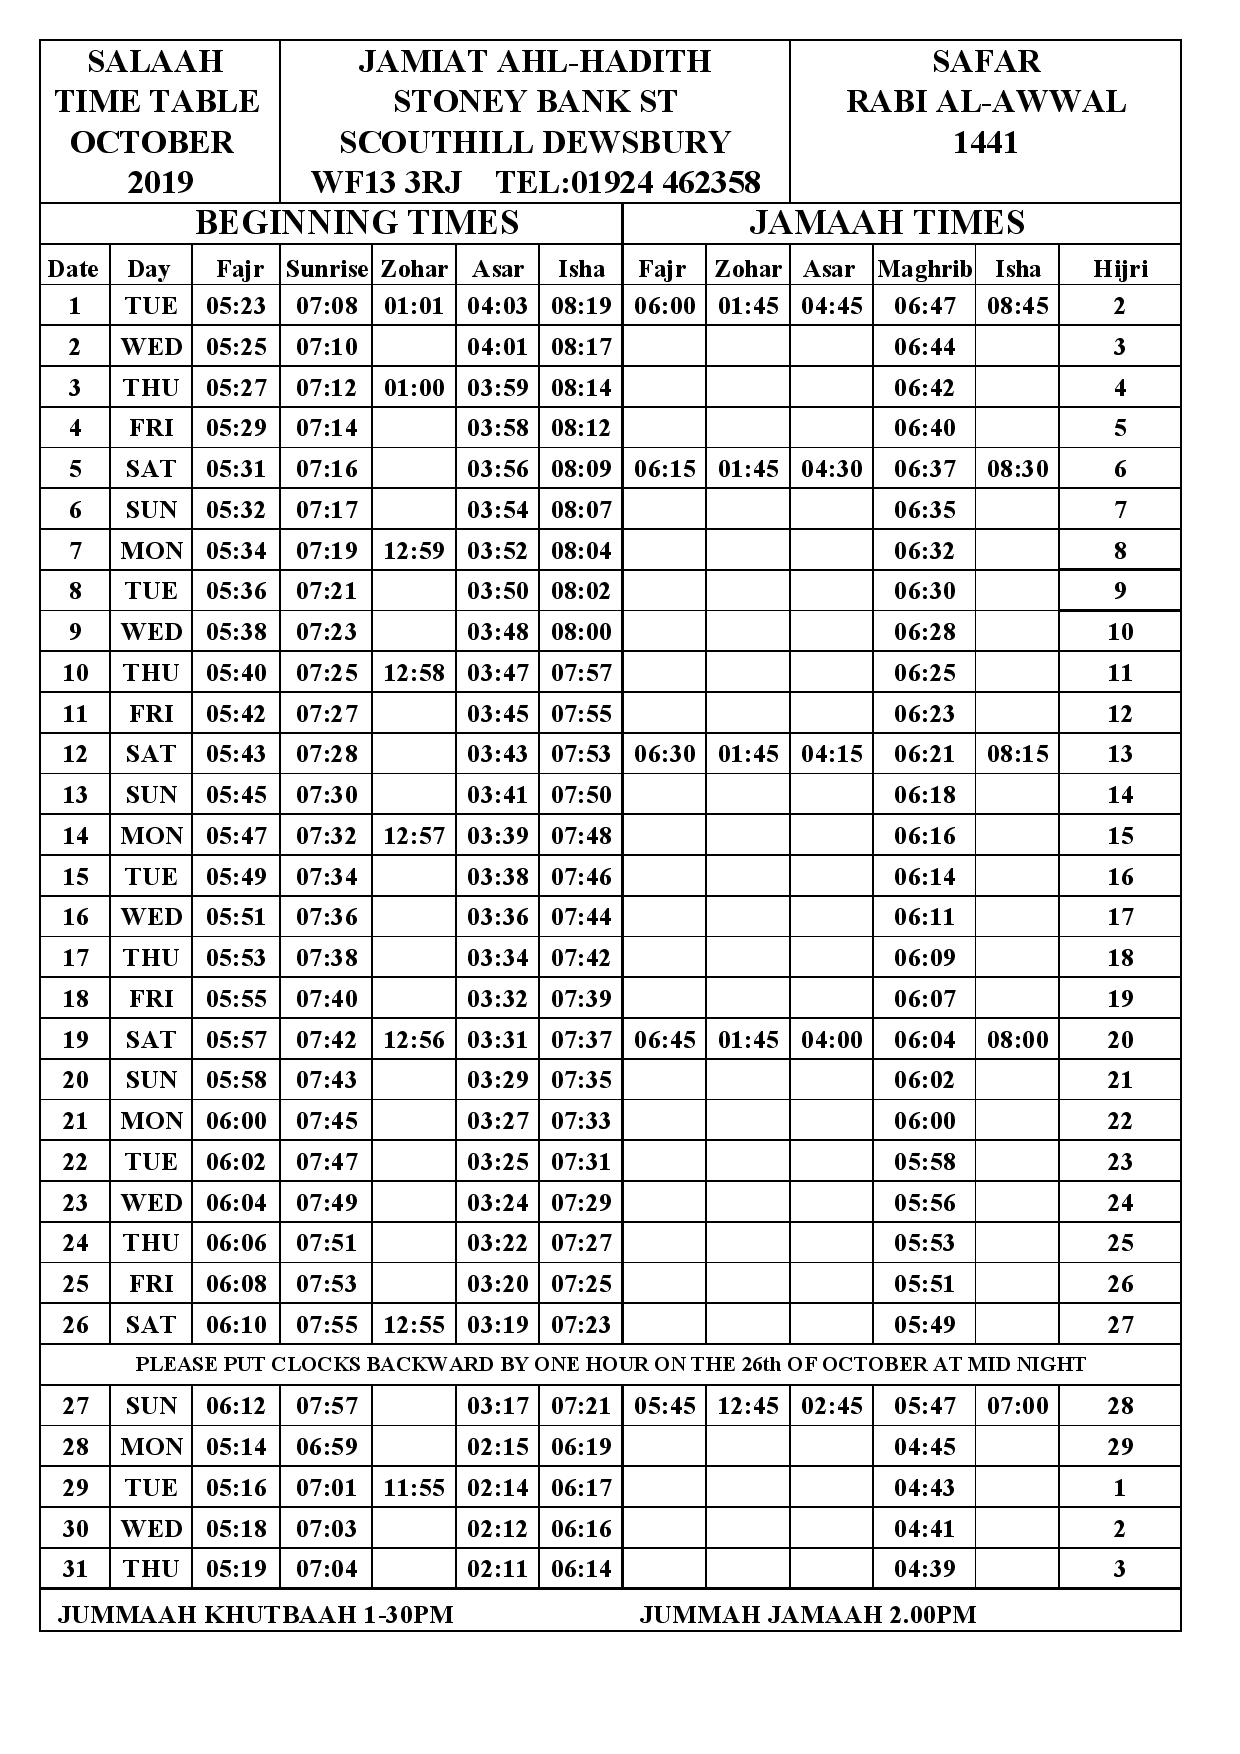 SALAAH
TIME TABLE
OCTOBER
2019
JAMIAT AHL-HADITH
STONEY BANK ST
SCOUTHILL DEWSBURY
WF13 3RJ TEL:01924 462358
SAFAR
RABI AL-AWWAL
1441
BEGINNING TIMES JAMAAH TIMES
Date Day Fajr Sunrise Zohar Asar Isha Fajr Zohar Asar Maghrib Isha Hijri
1 TUE 05:23 07:08 01:01 04:03 08:19 06:00 01:45 04:45 06:47 08:45 2
2 WED 05:25 07:10 04:01 08:17 06:44 3
3 THU 05:27 07:12 01:00 03:59 08:14 06:42 4
4 FRI 05:29 07:14 03:58 08:12 06:40 5
5 SAT 05:31 07:16 03:56 08:09 06:15 01:45 04:30 06:37 08:30 6
6 SUN 05:32 07:17 03:54 08:07 06:35 7
7 MON 05:34 07:19 12:59 03:52 08:04 06:32 8
8 TUE 05:36 07:21 03:50 08:02 06:30 9
9 WED 05:38 07:23 03:48 08:00 06:28 10
10 THU 05:40 07:25 12:58 03:47 07:57 06:25 11
11 FRI 05:42 07:27 03:45 07:55 06:23 12
12 SAT 05:43 07:28 03:43 07:53 06:30 01:45 04:15 06:21 08:15 13
13 SUN 05:45 07:30 03:41 07:50 06:18 14
14 MON 05:47 07:32 12:57 03:39 07:48 06:16 15
15 TUE 05:49 07:34 03:38 07:46 06:14 16
16 WED 05:51 07:36 03:36 07:44 06:11 17
17 THU 05:53 07:38 03:34 07:42 06:09 18
18 FRI 05:55 07:40 03:32 07:39 06:07 19
19 SAT 05:57 07:42 12:56 03:31 07:37 06:45 01:45 04:00 06:04 08:00 20
20 SUN 05:58 07:43 03:29 07:35 06:02 21
21 MON 06:00 07:45 03:27 07:33 06:00 22
22 TUE 06:02 07:47 03:25 07:31 05:58 23
23 WED 06:04 07:49 03:24 07:29 05:56 24
24 THU 06:06 07:51 03:22 07:27 05:53 25
25 FRI 06:08 07:53 03:20 07:25 05:51 26
26 SAT 06:10 07:55 12:55 03:19 07:23 05:49 27
PLEASE PUT CLOCKS BACKWARD BY ONE HOUR ON THE 26th OF OCTOBER AT MID NIGHT
27 SUN 06:12 07:57 03:17 07:21 05:45 12:45 02:45 05:47 07:00 28
28 MON 05:14 06:59 02:15 06:19 04:45 29
29 TUE 05:16 07:01 11:55 02:14 06:17 04:43 1
30 WED 05:18 07:03 02:12 06:16 04:41 2
31 THU 05:19 07:04 02:11 06:14 04:39 3
JUMMAAH KHUTBAAH 1-30PM JUMMAH JAMAAH 2.00PM